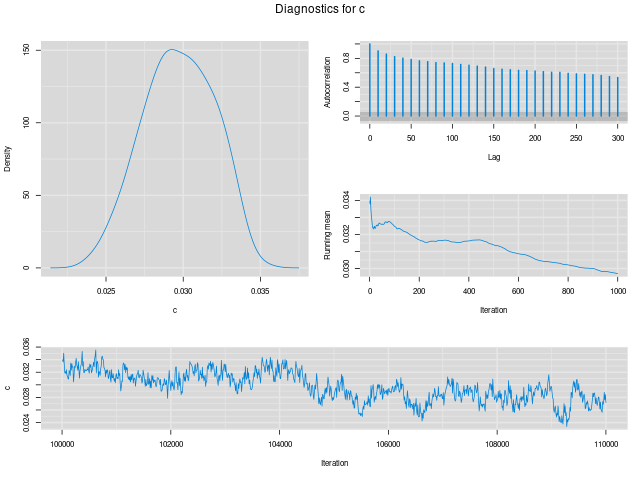 Diagnostics for c
Density
0 50 100 150
0.025 0.030 0.035
c
Autocorrelation
0.0 0.4 0.8
0 50 100 150 200 250 300
Lag
Running mean
0.030 0.032 0.034
0 200 400 600 800 1000
Iteration
c
0.024 0.028 0.032 0.036
100000 102000 104000 106000 108000 110000
Iteration